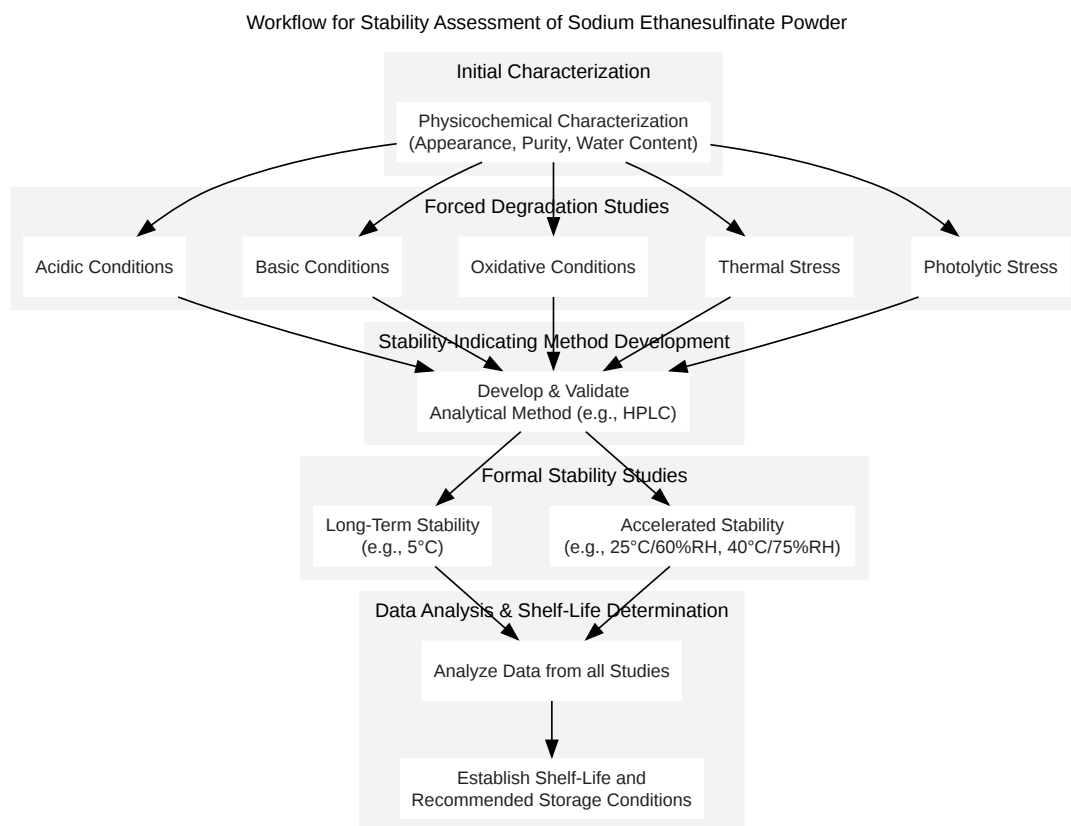 Workflow for Stability Assessment of Sodium Ethanesulfinate Powder
Initial Characterization
Physicochemical Characterization
(Appearance, Purity, Water Content)
Forced Degradation Studies
Acidic Conditions
Basic Conditions
Oxidative Conditions
Thermal Stress
Photolytic Stress
Stability-Indicating Method Development
Develop & Validate
Analytical Method (e.g., HPLC)
Formal Stability Studies
Long-Term Stability
(e.g., 5°C)
Accelerated Stability
(e.g., 25°C/60%RH, 40°C/75%RH)
Data Analysis & Shelf-Life Determination
Analyze Data from all Studies
Establish Shelf-Life and
Recommended Storage Conditions